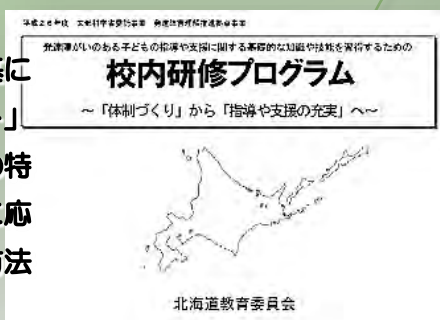 平成26年度 文部科学省委託事業 発達障害理解推進拠点事業
発達障がいのある子どもの指導や支援に関する基礎的な知識や技能を習得するための
校内研修プログラム
～「体制づくり」から「指導や支援の充実」へ～
に
」
の特
応
方法
北海道教育委員会